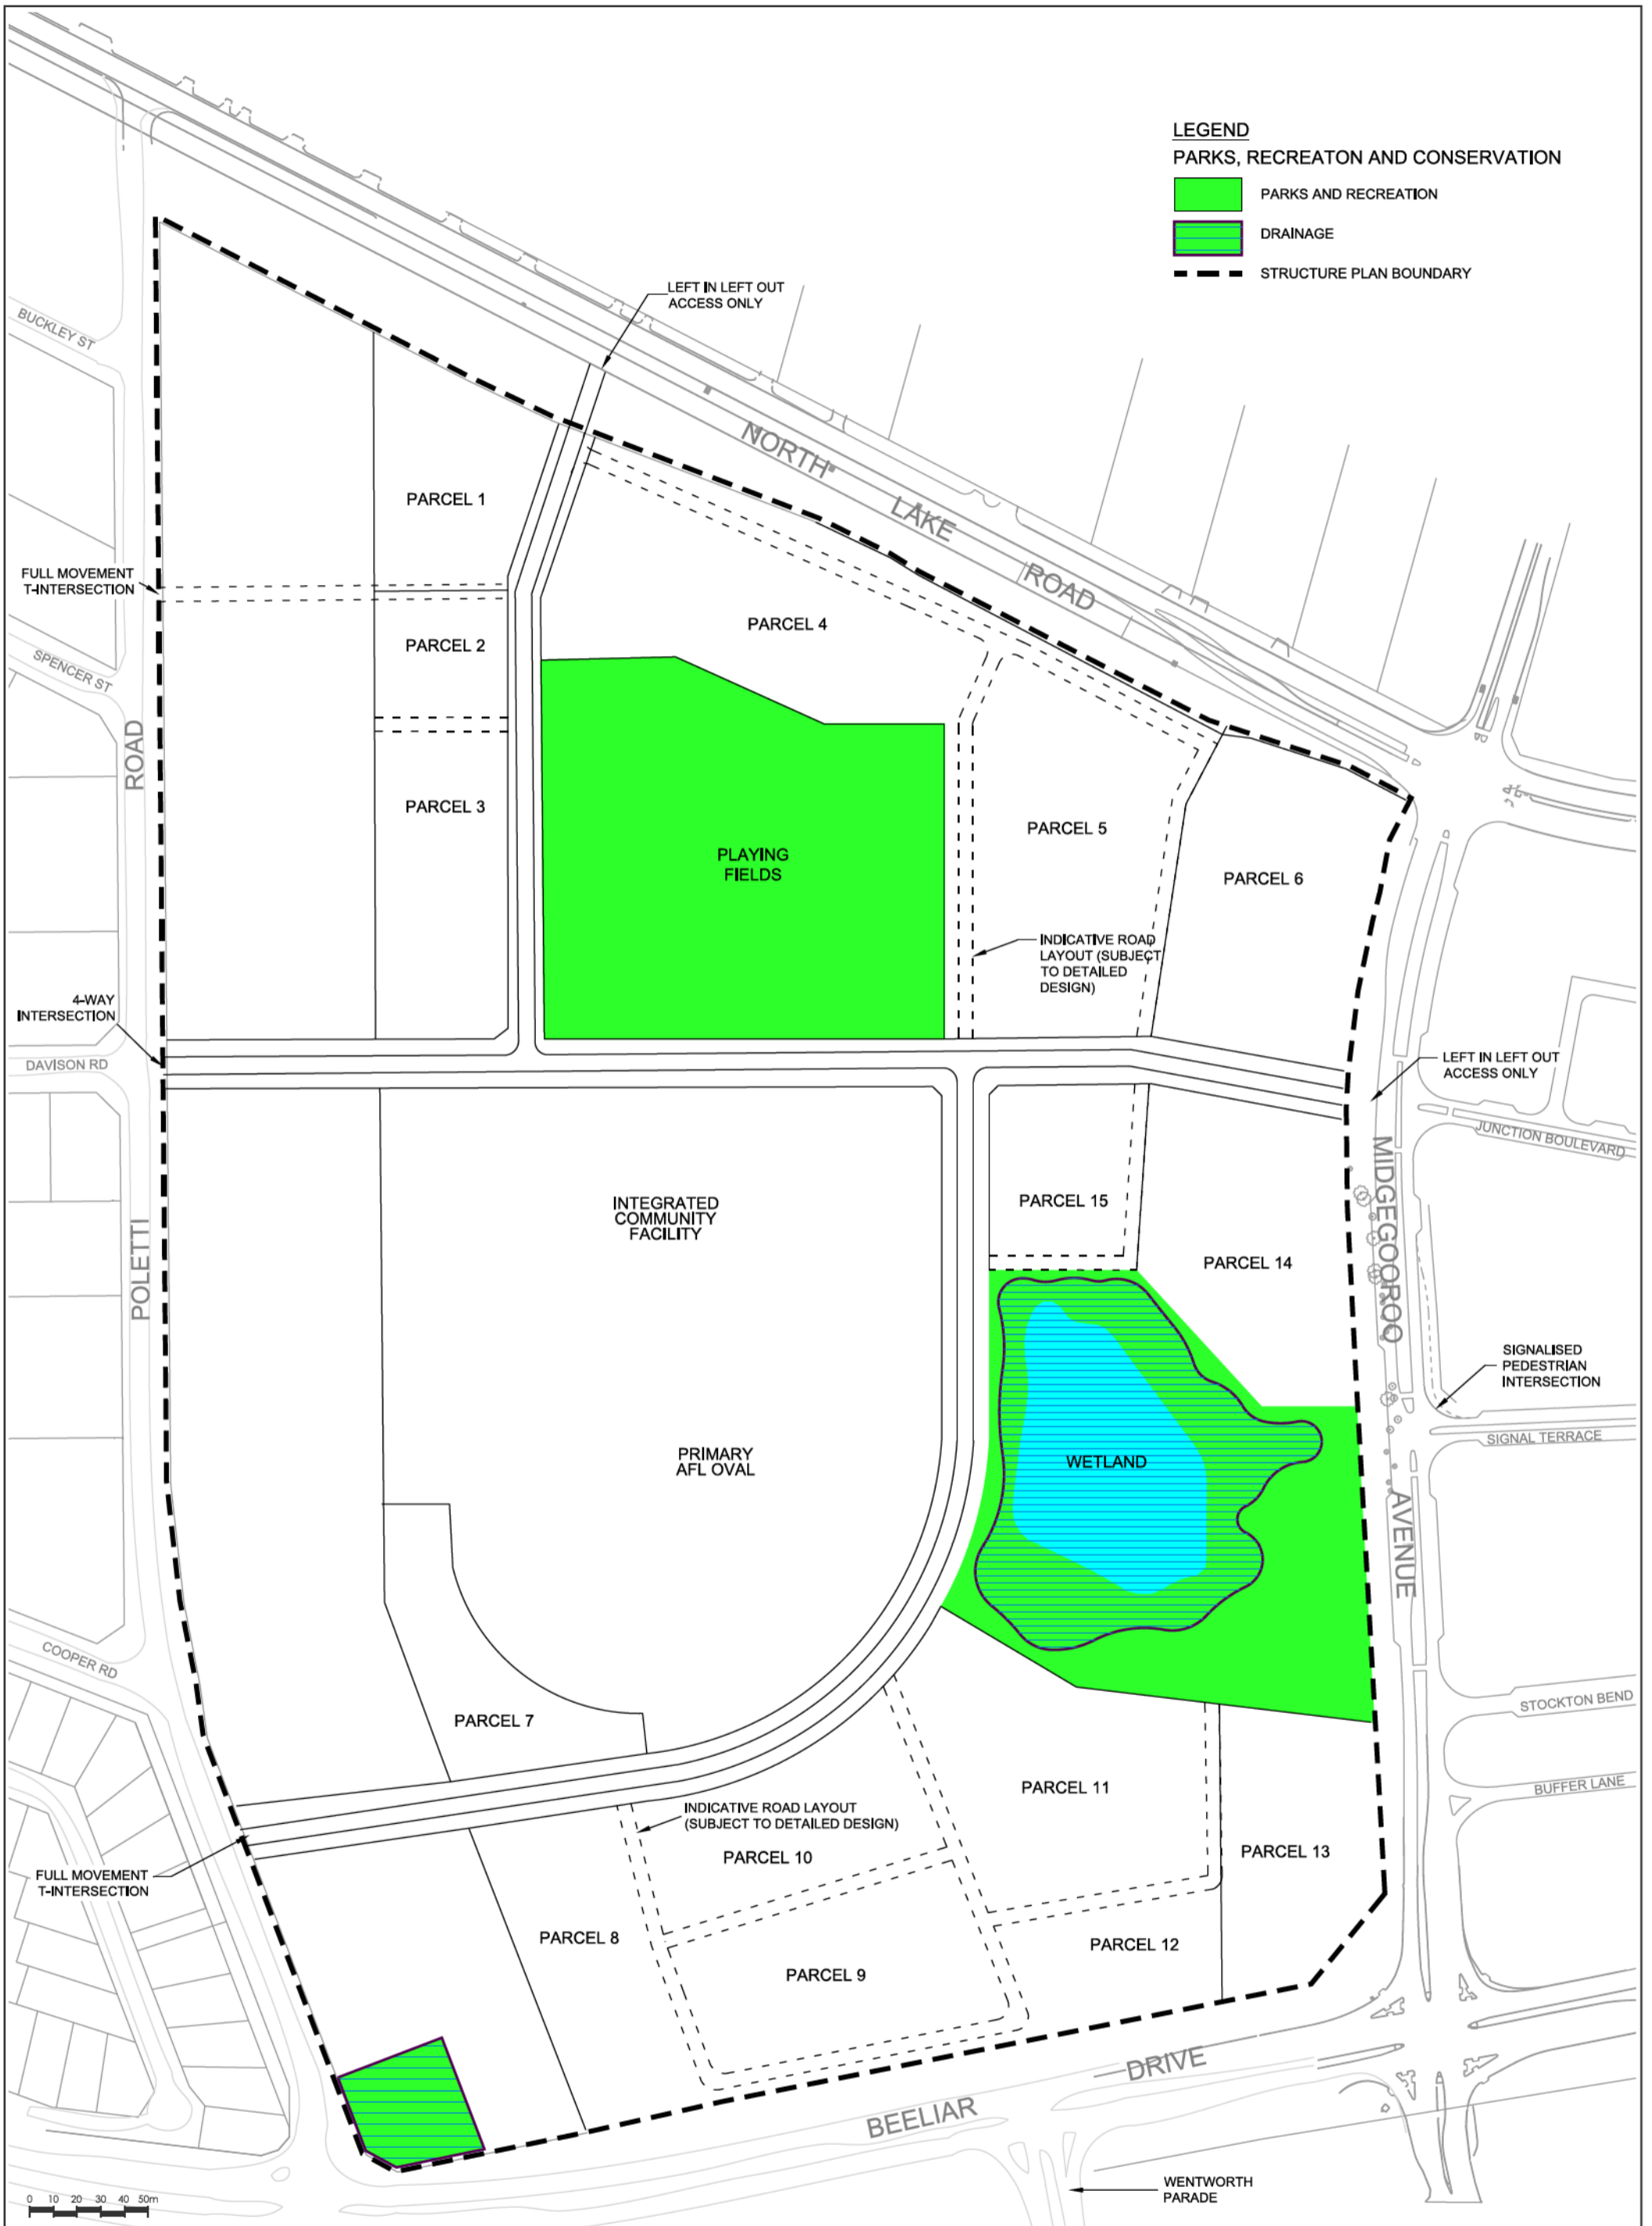 LEGEND
PARKS, RECREATON AND CONSERVATION
PARKS AND RECREATION
DRAINAGE
STRUCTURE PLAN BOUNDARY
LEFT IN LEFT OUT
ACCESS ONLY
BUCKLEY ST
NORTH LAKE ROAD
PARCEL 1
FULL MOVEMENT
T-INTERSECTION
PARCEL 4
PARCEL 2
SPENCER ST
POLETTI ROAD
PARCEL 3
PLAYING
FIELDS
PARCEL 5
PARCEL 6
INDICATIVE ROAD
LAYOUT (SUBJECT
TO DETAILED
DESIGN)
4-WAY
INTERSECTION
DAVISON RD
LEFT IN LEFT OUT
ACCESS ONLY
JUNCTION BOULEVARD
MIDGEGOOROO AVENUE
INTEGRATED
COMMUNITY
FACILITY
PARCEL 15
PARCEL 14
SIGNALISED
PEDESTRIAN
INTERSECTION
SIGNAL TERRACE
PRIMARY
AFL OVAL
WETLAND
COOPER RD
STOCKTON BEND
PARCEL 7
BUFFER LANE
PARCEL 11
INDICATIVE ROAD LAYOUT
(SUBJECT TO DETAILED DESIGN)
PARCEL 10
PARCEL 13
FULL MOVEMENT
T-INTERSECTION
PARCEL 8
PARCEL 12
PARCEL 9
BEELIAR DRIVE
WENTWORTH
PARADE
0 10 20 30 40 50m